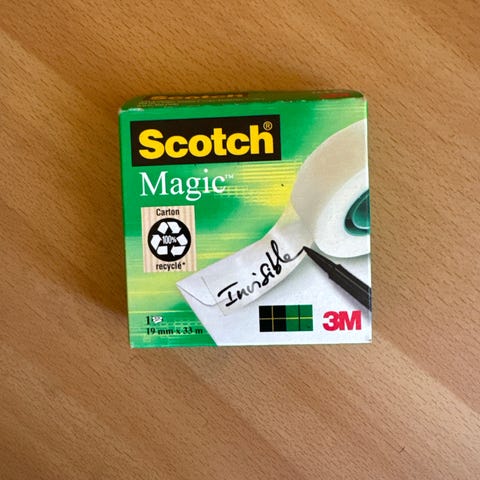 Scotch®
Magic™
Carton
100%
recyclé*
Invisible
1
19 mm x 33 m
3M